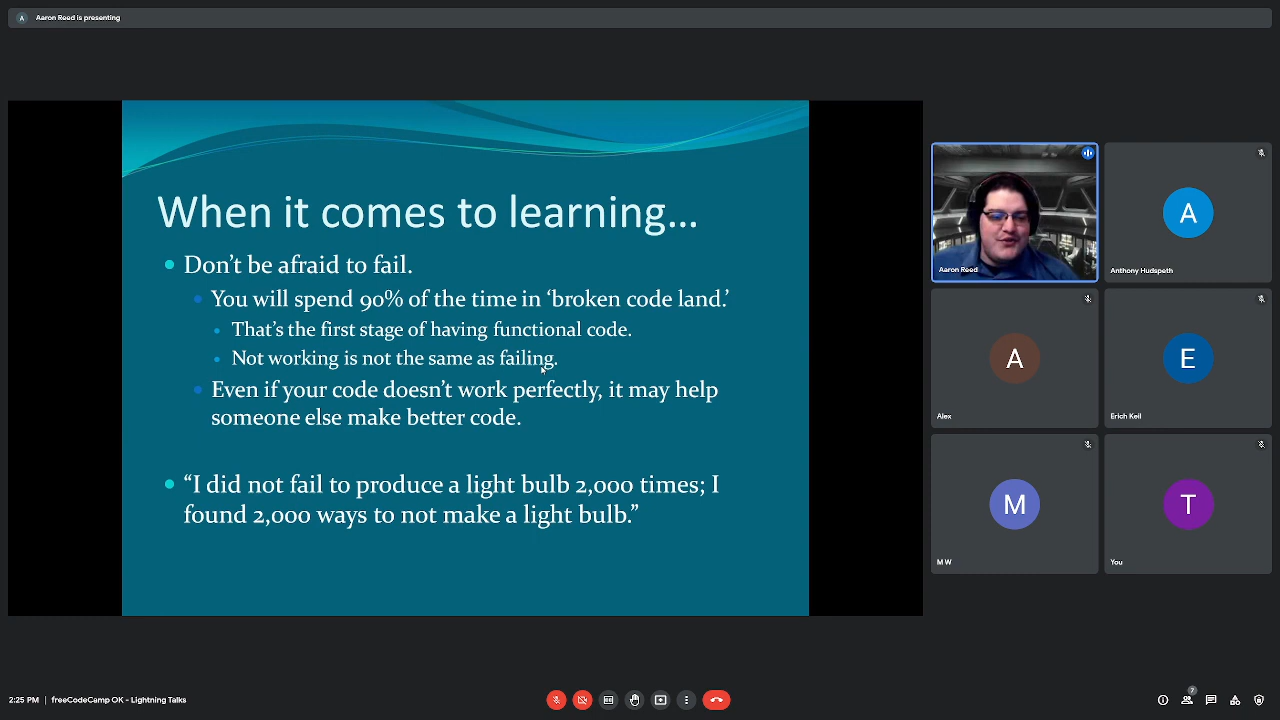 A
Aaron Reed is presenting
When it comes to learning…
Don't be afraid to fail.
You will spend 90% of the time in ‘broken code land.’
That's the first stage of having functional code.
Not working is not the same as failing.
Even if your code doesn't work perfectly, it may help
someone else make better code.
“I did not fail to produce a light bulb 2,000 times; I
found 2,000 ways to not make a light bulb.”
Aaron Reed
A
Anthony Hudspeth
A
Alex
E
Erich Keil
M
M W
T
You
2:25 PM | freeCodeCamp OK - Lightning Talks
7